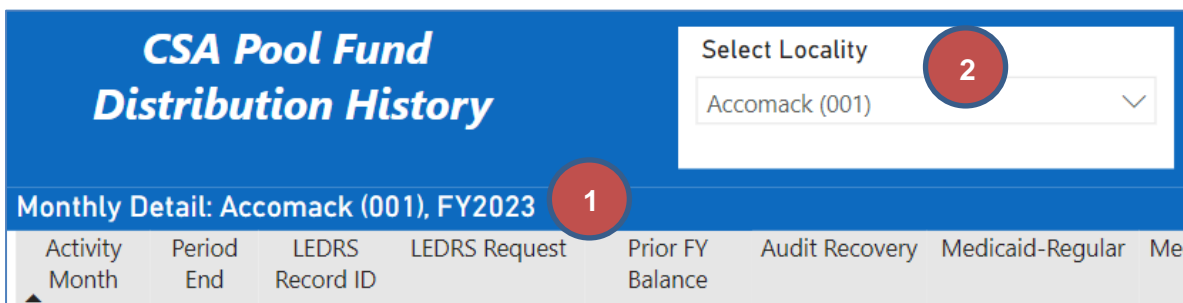 CSA Pool Fund
Distribution History
Select Locality
2
Accomack (001)
Monthly Detail: Accomack (001), FY2023
1
Activity Month
Period End
LEDRS Record ID
LEDRS Request
Prior FY Balance
Audit Recovery
Medicaid-Regular
Me